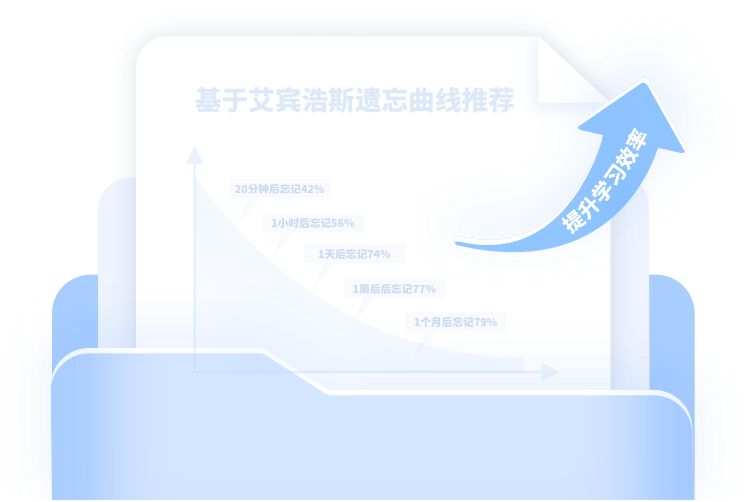 基于艾宾浩斯遗忘曲线推荐
提升学习效率
20分钟后忘记42%
1小时后忘记56%
1天后忘记74%
1周后忘记77%
1个月后忘记79%